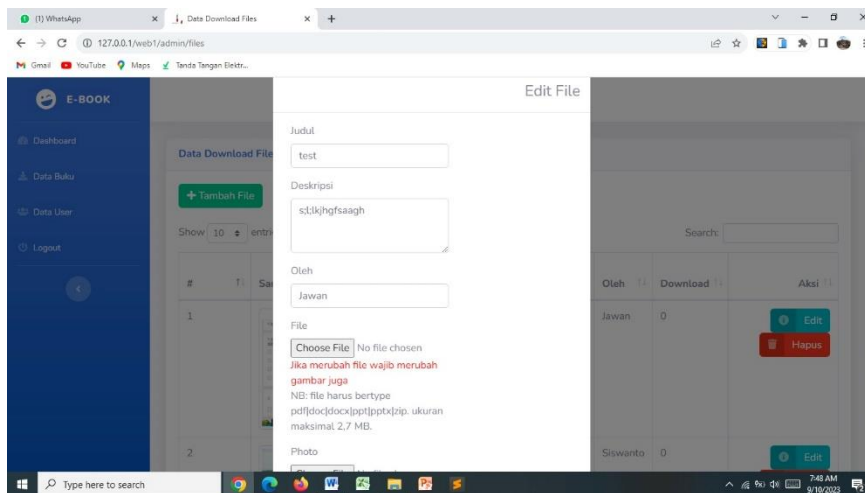 (1) WhatsApp
Data Download Files
127.0.0.1/web1/admin/files
Gmail YouTube Maps Tanda Tangan Elektr...
E-BOOK
Dashboard
Data Buku
Data User
Logout
Data Download File
+ Tambah File
Show 10 entri
Search:
# Oleh Download Aksi
1 Jawan 0 Edit
Hapus
2 Siswanto 0 Edit
Edit File
Judul
test
Deskripsi
s;l;lkjhgfsaagh
Oleh
Jawan
File
Choose File No file chosen
Jika merubah file wajib merubah
gambar juga
NB: file harus bertype
pdf|doc|docx|ppt|pptx|zip. ukuran
maksimal 2,7 MB.
Photo
Type here to search
7:48 AM
9/10/2023